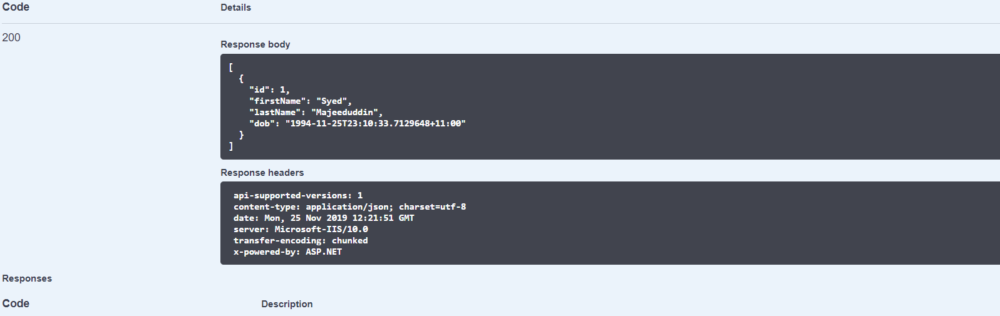 Code Details
200
Response body
[
  {
    "id": 1,
    "firstName": "Syed",
    "lastName": "Majeeduddin",
    "dob": "1994-11-25T23:10:33.7129648+11:00"
  }
]
Response headers
api-supported-versions: 1
content-type: application/json; charset=utf-8
date: Mon, 25 Nov 2019 12:21:51 GMT
server: Microsoft-IIS/10.0
transfer-encoding: chunked
x-powered-by: ASP.NET
Responses
Code Description